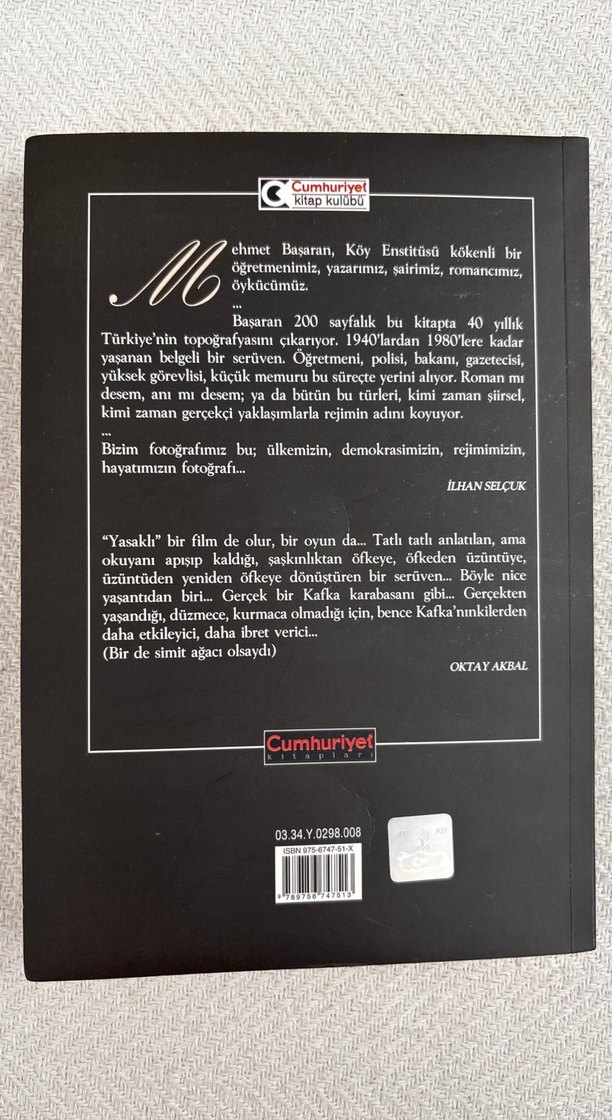 Cumhuriyet
kitap kulübü
Mehmet Başaran, Köy Enstitüsü kökenli bir
öğretmenimiz, yazarımız, şairimiz, romancımız,
öykücümüz.
...
Başaran 200 sayfalık bu kitapta 40 yıllık
Türkiye'nin topoğrafyasını çıkarıyor. 1940'lardan 1980'lere kadar
yaşanan belgeli bir serüven. Öğretmeni, polisi, bakanı, gazetecisi,
yüksek görevlisi, küçük memuru bu süreçte yerini alıyor. Roman mı
desem, anı mı desem; ya da bütün bu türleri, kimi zaman şiirsel,
kimi zaman gerçekçi yaklaşımlarla rejimin adını koyuyor.
...
Bizim fotoğrafımız bu; ülkemizin, demokrasimizin, rejimimizin,
hayatımızın fotoğrafı...
İLHAN SELÇUK
“Yasaklı” bir film de olur, bir oyun da... Tatlı tatlı anlatılan, ama
okuyanı apışıp kaldığı, şaşkınlıktan öfkeye, öfkeden üzüntüye,
üzüntüden yeniden öfkeye dönüştüren bir serüven... Böyle nice
yaşantıdan biri... Gerçek bir Kafka karabasanı gibi... Gerçekten
yaşandığı, düzmece, kurmaca olmadığı için, bence Kafka'nınkilerden
daha etkileyici, daha ibret verici...
(Bir de simit ağacı olsaydı)
OKTAY AKBAL
Cumhuriyet
kitapları
03.34.Y.0298.008
ISBN 975-6747-51-X
9 789756 747513